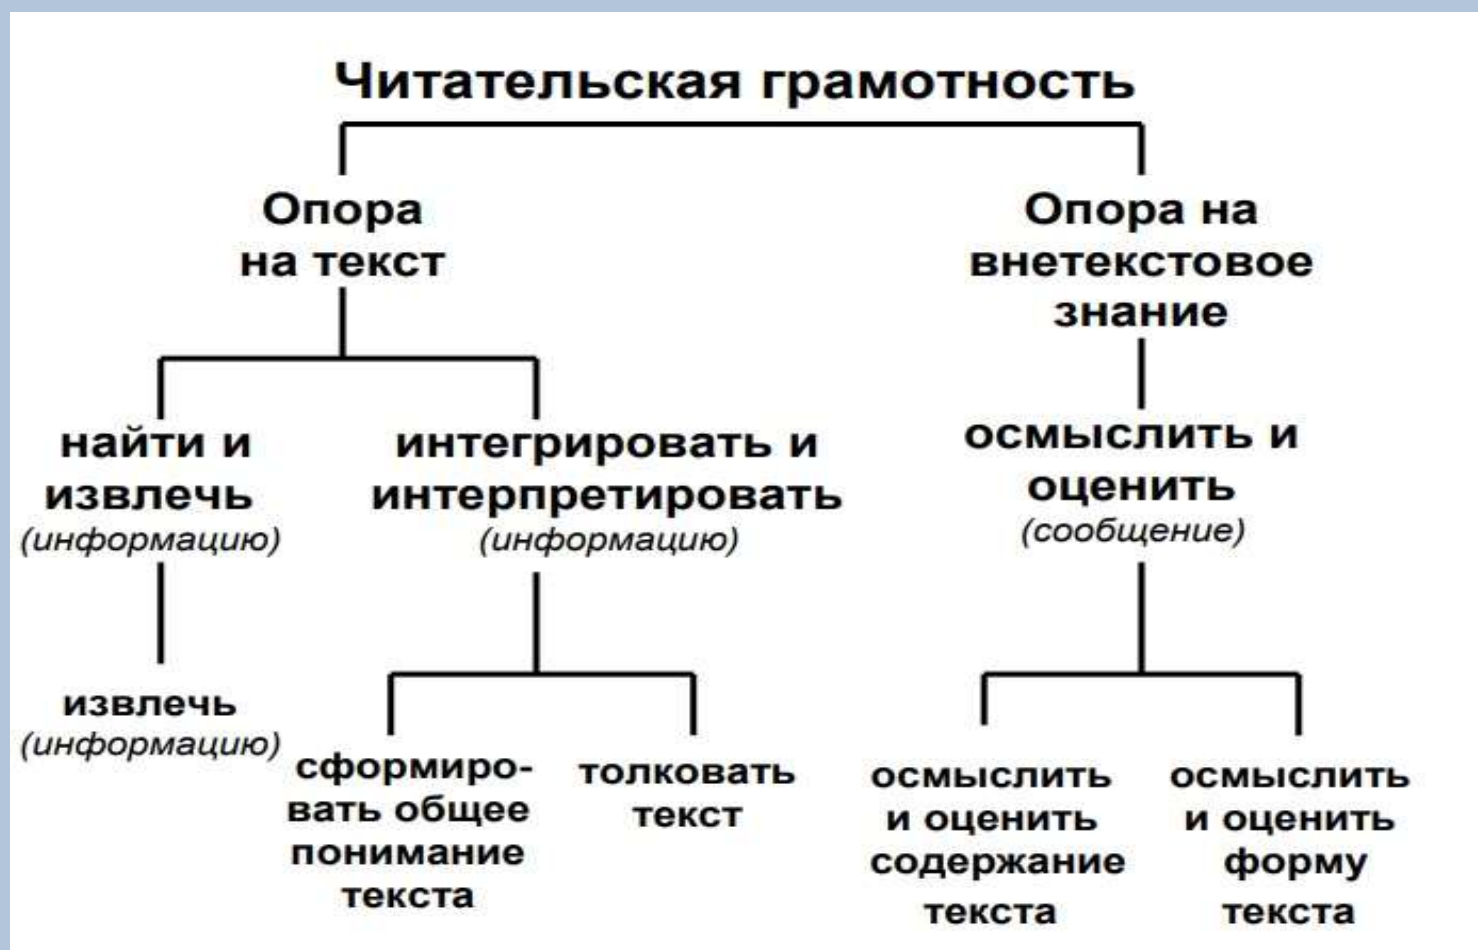 Читательская грамотность
Опора
на текст
Опора на
внетекстовое
знание
найти и
извлечь
(информацию)
интегрировать и
интерпретировать
(информацию)
осмыслить и
оценить
(сообщение)
извлечь
(информацию)
сформиро-
вать общее
понимание
текста
толковать
текст
осмыслить
и оценить
содержание
текста
осмыслить
и оценить
форму
текста